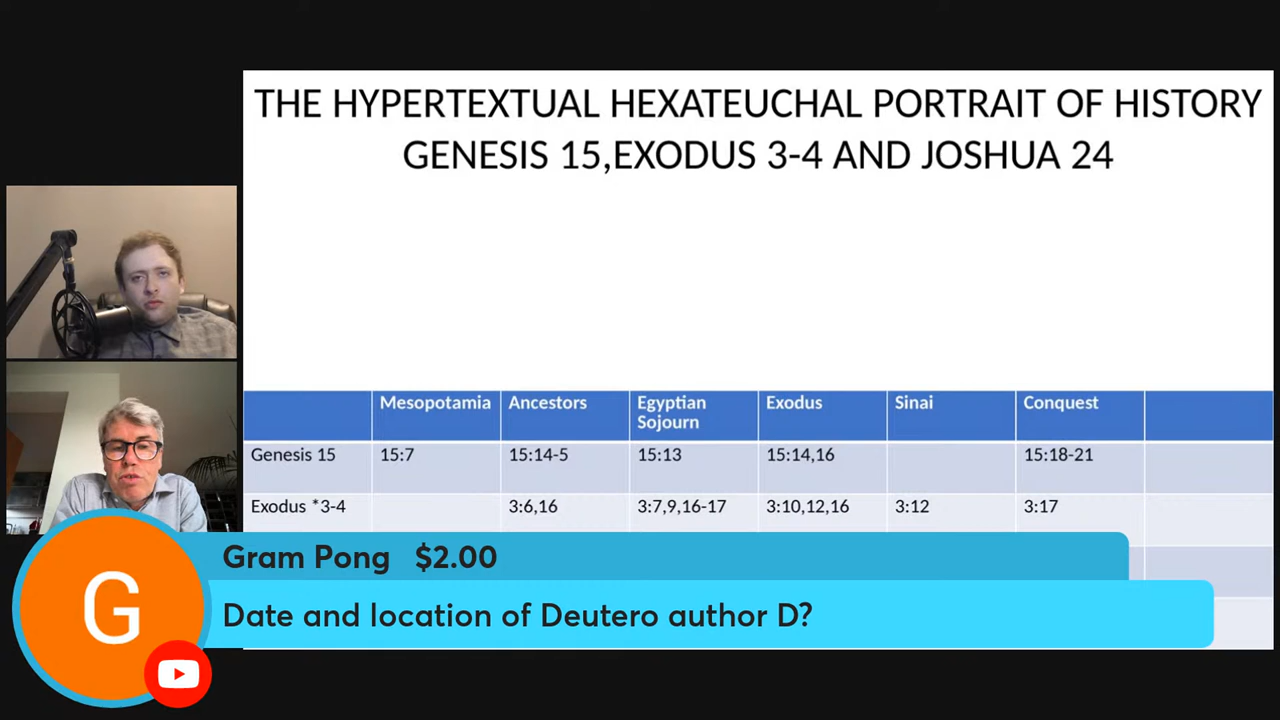 THE HYPERTEXTUAL HEXATEUCHAL PORTRAIT OF HISTORY
GENESIS 15,EXODUS 3-4 AND JOSHUA 24
Mesopotamia Ancestors Egyptian Sojourn Exodus Sinai Conquest
Genesis 15 15:7 15:14-5 15:13 15:14,16 15:18-21
Exodus *3-4 3:6,16 3:7,9,16-17 3:10,12,16 3:12 3:17
G
Gram Pong $2.00
Date and location of Deutero author D?